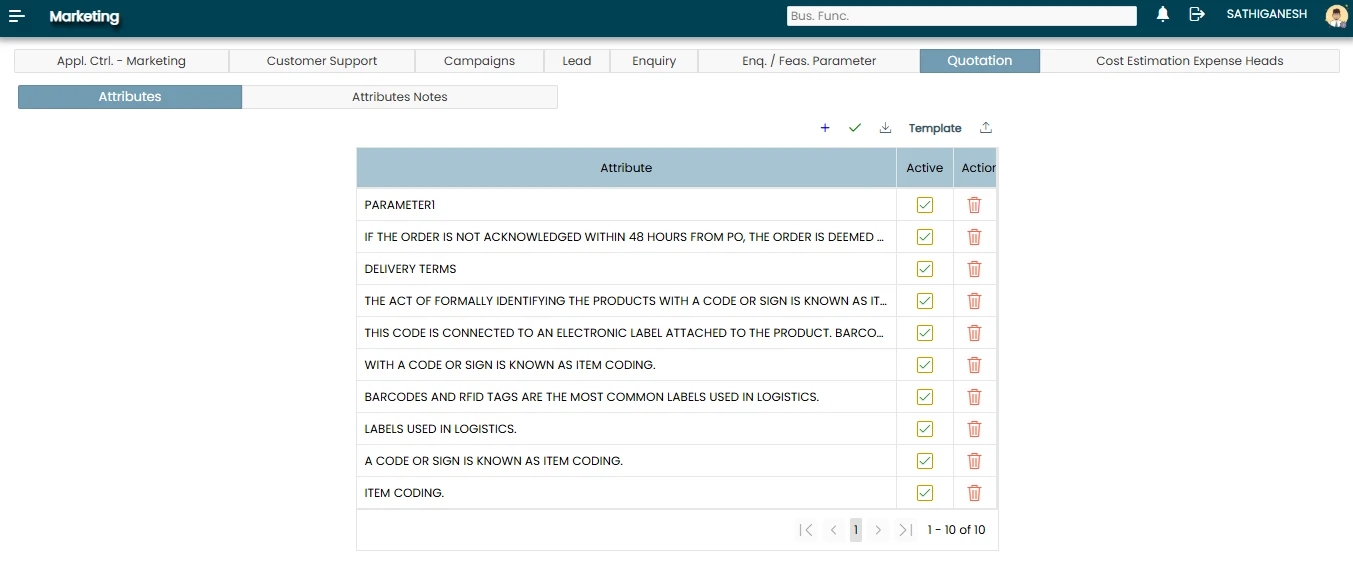 Marketing
Bus. Func.
SATHIGANESH
Appl. Ctrl. - Marketing
Customer Support
Campaigns
Lead
Enquiry
Enq. / Feas. Parameter
Quotation
Cost Estimation Expense Heads
Attributes
Attributes Notes
Template
Attribute
Active
Action
PARAMETER1
IF THE ORDER IS NOT ACKNOWLEDGED WITHIN 48 HOURS FROM PO, THE ORDER IS DEEMED ...
DELIVERY TERMS
THE ACT OF FORMALLY IDENTIFYING THE PRODUCTS WITH A CODE OR SIGN IS KNOWN AS IT...
THIS CODE IS CONNECTED TO AN ELECTRONIC LABEL ATTACHED TO THE PRODUCT. BARCO...
WITH A CODE OR SIGN IS KNOWN AS ITEM CODING.
BARCODES AND RFID TAGS ARE THE MOST COMMON LABELS USED IN LOGISTICS.
LABELS USED IN LOGISTICS.
A CODE OR SIGN IS KNOWN AS ITEM CODING.
ITEM CODING.
1
1 - 10 of 10